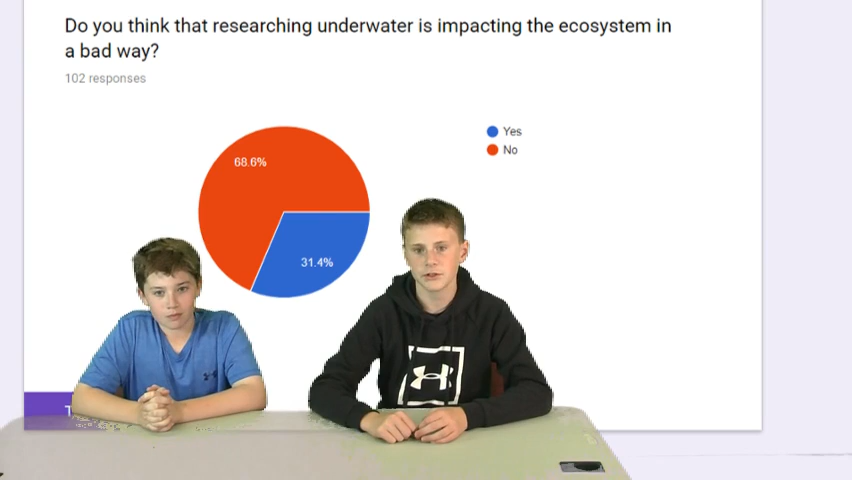 Do you think that researching underwater is impacting the ecosystem in
a bad way?
102 responses
Yes
No
68.6%
31.4%
T